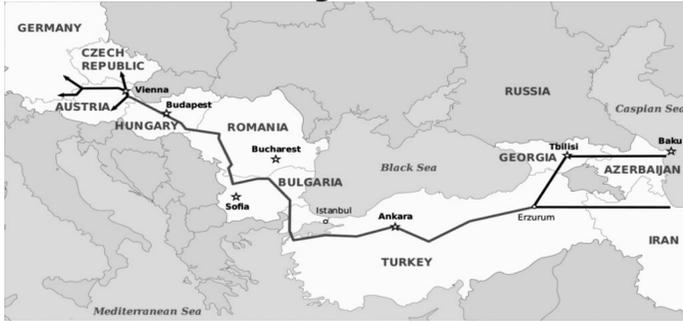 GERMANY
CZECH
REPUBLIC
Vienna
AUSTRIA
Budapest
HUNGARY
ROMANIA
Bucharest
BULGARIA
Sofia
Istanbul
Ankara
TURKEY
Black Sea
RUSSIA
Caspian Sea
Tbilisi
GEORGIA
Baku
AZERBAIJAN
Erzurum
IRAN
Mediterranean Sea